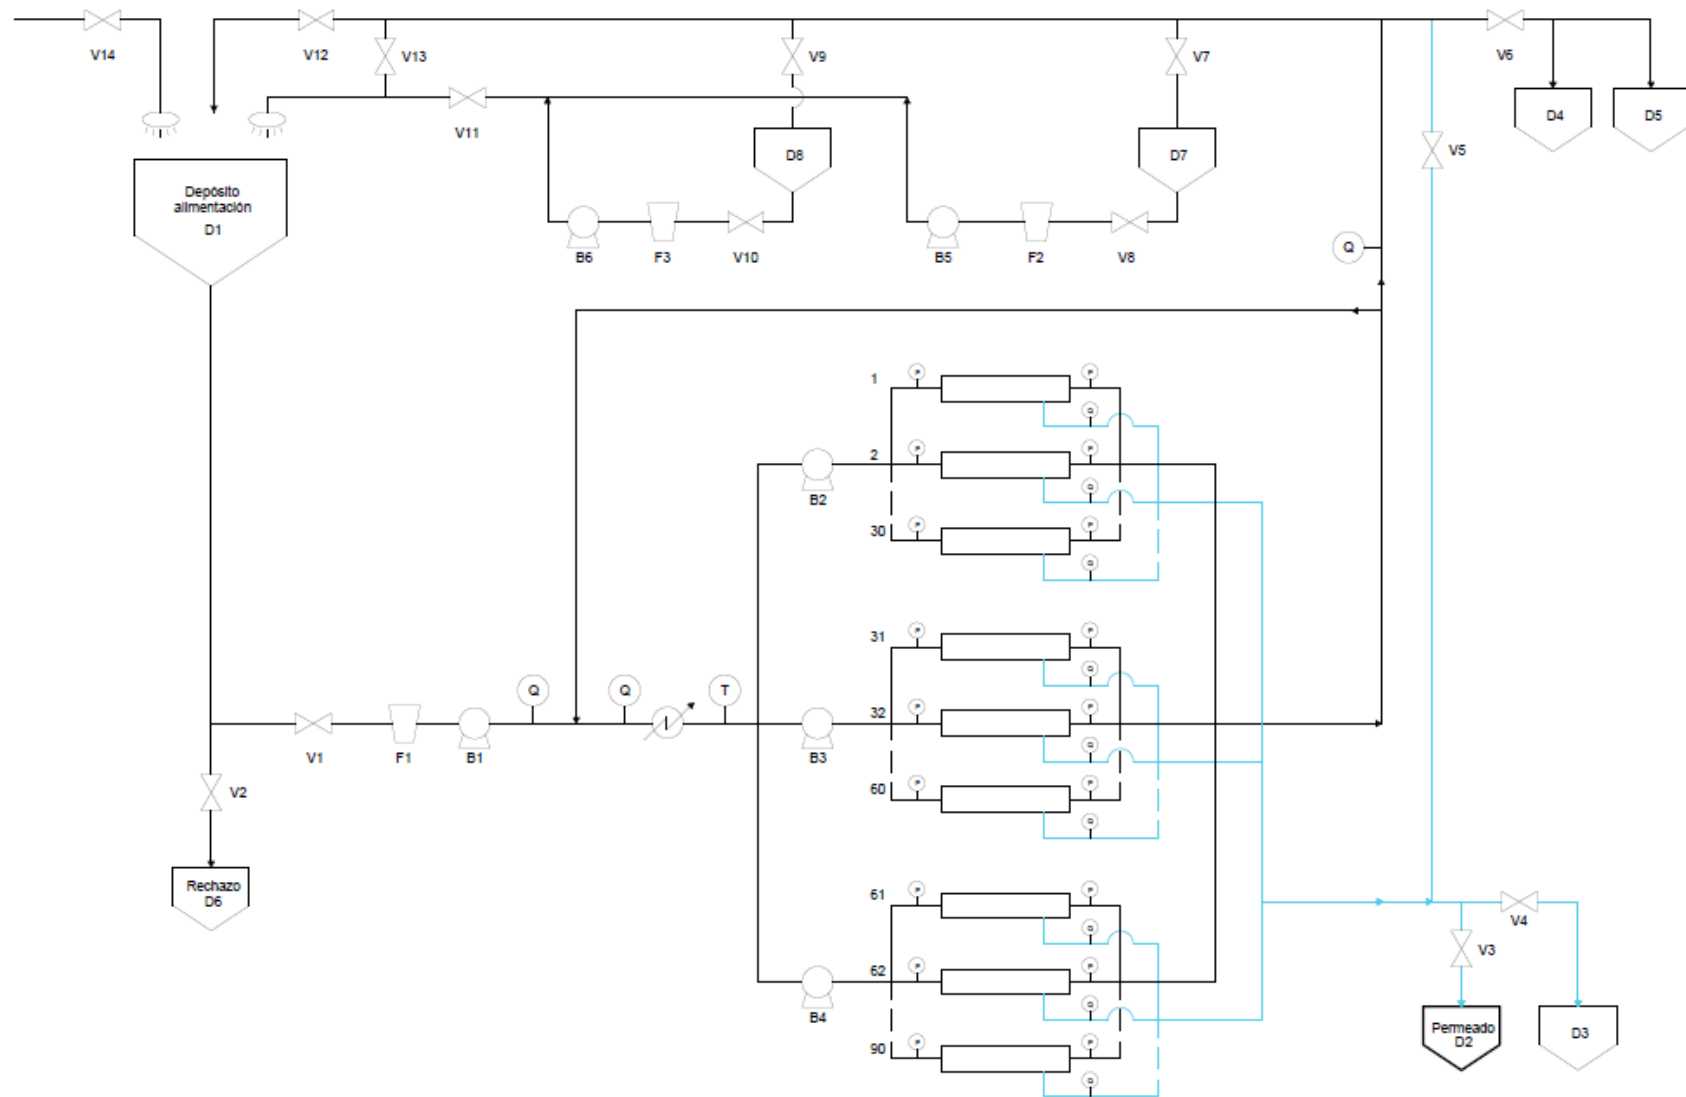 V14
V12
V13
V9
V7
V6
D4
D5
V11
V5
D8
D7
Depósito
alimentación
D1
B6
F3
V10
B5
F2
V8
Q
1
P
P
Q
2
P
P
Q
B2
30
P
P
Q
31
P
P
Q
Q
Q
T
32
P
P
Q
V1
F1
B1
B3
60
P
P
Q
V2
Rechazo
D6
61
P
P
Q
V4
V3
62
P
P
Q
B4
Permeado
D2
D3
90
P
P
Q